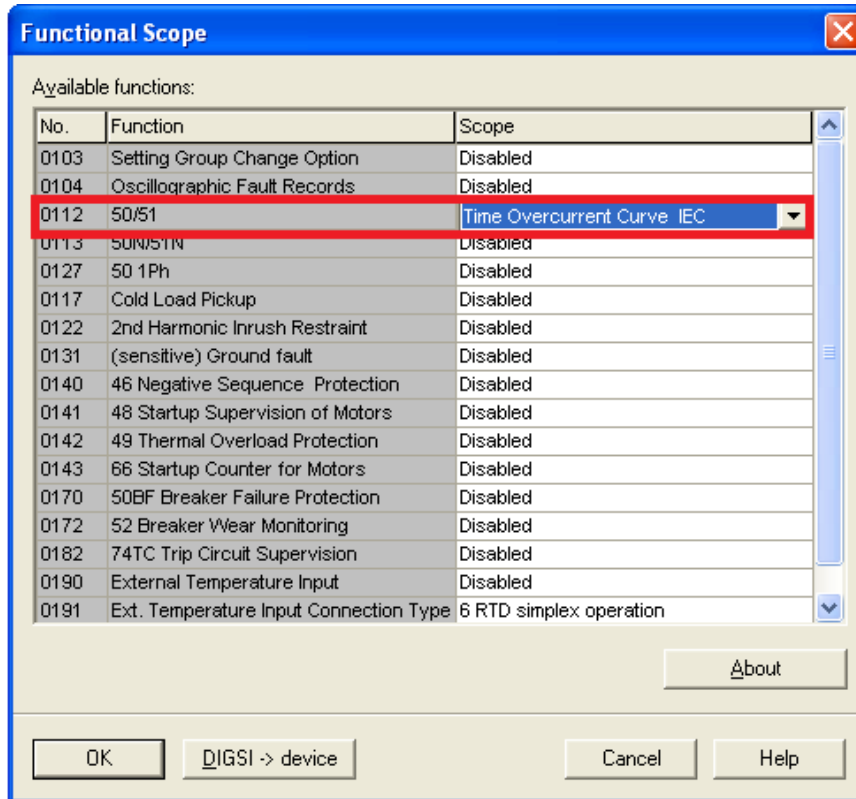 Functional Scope
Available functions:
No. Function Scope
0103 Setting Group Change Option Disabled
0104 Oscillographic Fault Records Disabled
0112 50/51 Time Overcurrent Curve IEC
0113 50N/51N Disabled
0127 50 1Ph Disabled
0117 Cold Load Pickup Disabled
0122 2nd Harmonic Inrush Restraint Disabled
0131 (sensitive) Ground fault Disabled
0140 46 Negative Sequence Protection Disabled
0141 48 Startup Supervision of Motors Disabled
0142 49 Thermal Overload Protection Disabled
0143 66 Startup Counter for Motors Disabled
0170 50BF Breaker Failure Protection Disabled
0172 52 Breaker Wear Monitoring Disabled
0182 74TC Trip Circuit Supervision Disabled
0190 External Temperature Input Disabled
0191 Ext. Temperature Input Connection Type 6 RTD simplex operation
About
OK DIGSI -> device Cancel Help